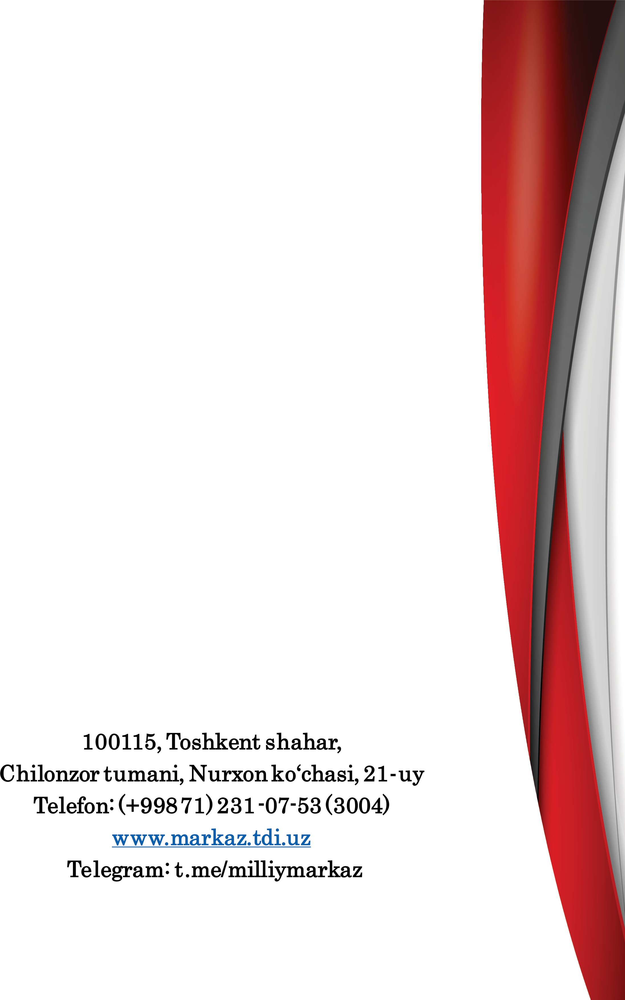 100115, Toshkent shahar,
Chilonzor tumani, Nurxon ko‘chasi, 21-uy
Telefon: (+998 71) 231-07-53 (3004)
www.markaz.tdi.uz
Telegram: t.me/milliymarkaz